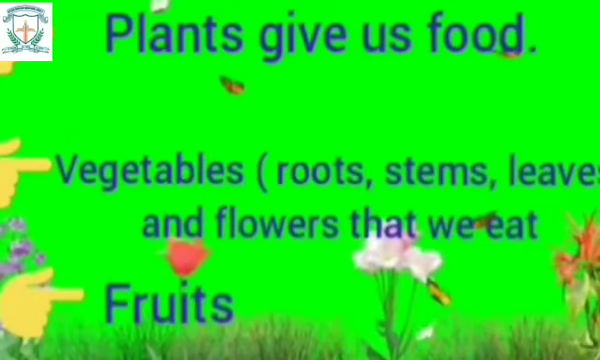 Plants give us food.
Vegetables ( roots, stems, leaves
and flowers that we eat
Fruits